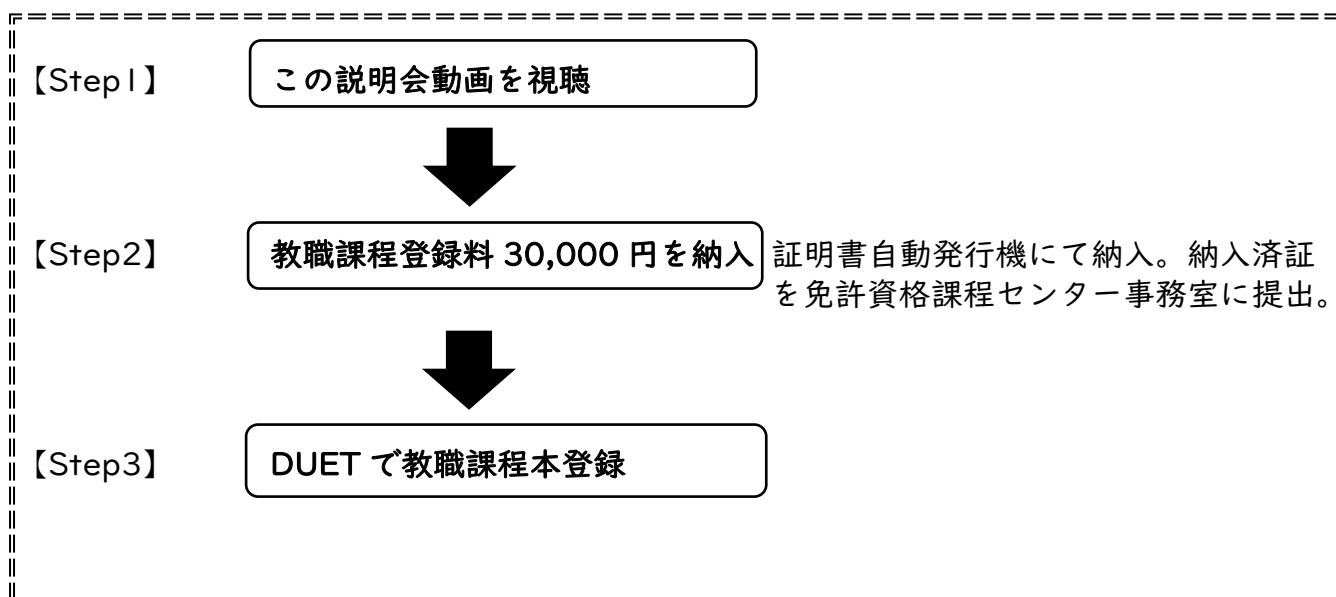 【Step1】 この説明会動画を視聴
【Step2】 教職課程登録料 30,000 円を納入 証明書自動発行機にて納入。納入済証
を免許資格課程センター事務室に提出。
【Step3】 DUET で教職課程本登録